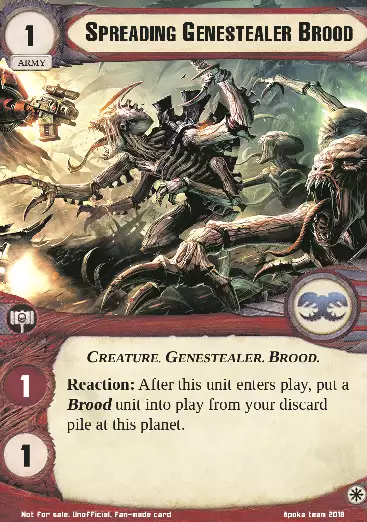 1
SPREADING GENESTEALER BROOD
ARMY
CREATURE. GENESTEALER. BROOD.
1
Reaction: After this unit enters play, put a
Brood unit into play from your discard
pile at this planet.
1
Not for sale. Unofficial. Fan-made card
Apoka team 2018